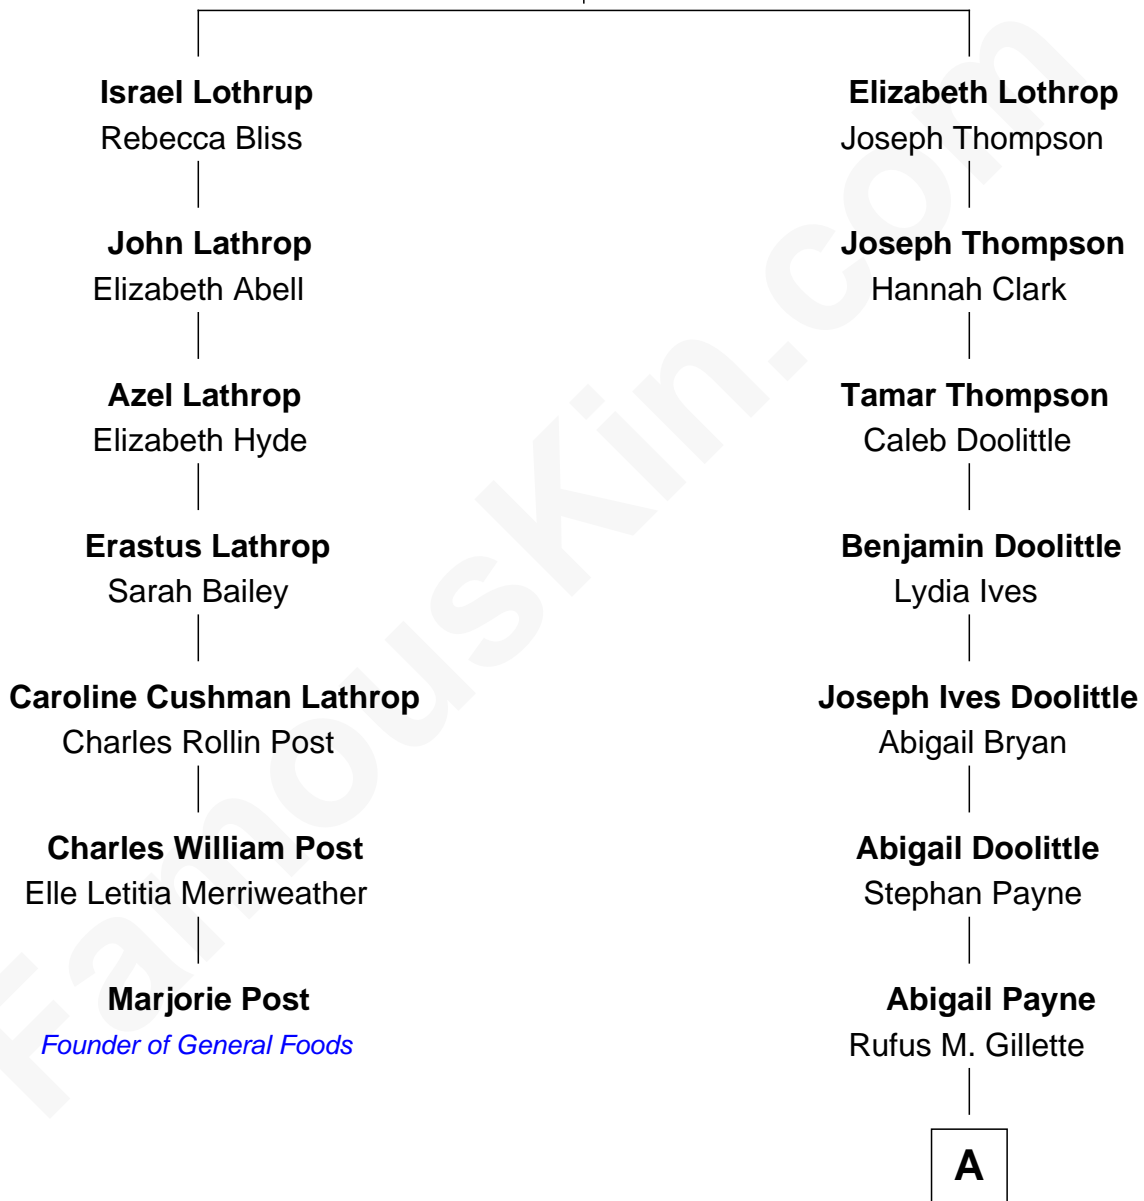 Israel Lothrup
Rebecca Bliss
John Lathrop
Elizabeth Abell
Azel Lathrop
Elizabeth Hyde
Erastus Lathrop
Sarah Bailey
Caroline Cushman Lathrop
Charles Rollin Post
Charles William Post
Elle Letitia Merriweather
Marjorie Post
Founder of General Foods
Elizabeth Lothrop
Joseph Thompson
Joseph Thompson
Hannah Clark
Tamar Thompson
Caleb Doolittle
Benjamin Doolittle
Lydia Ives
Joseph Ives Doolittle
Abigail Bryan
Abigail Doolittle
Stephan Payne
Abigail Payne
Rufus M. Gillette
A
FamousKin.com